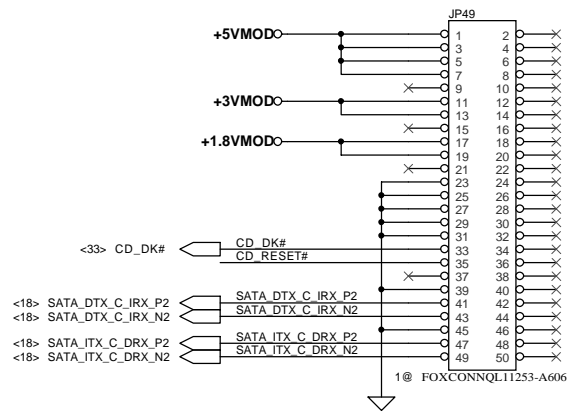 JP49
+5VMOD
1 2
3 4
5 6
7 8
9 10
+3VMOD
11 12
13 14
15 16
+1.8VMOD
17 18
19 20
21 22
23 24
25 26
27 28
29 30
31 32
<33> CD_DK# CD_DK# 33 34
CD_RESET# 35 36
37 38
39 40
<18> SATA_DTX_C_IRX_P2 SATA_DTX_C_IRX_P2 41 42
<18> SATA_DTX_C_IRX_N2 SATA_DTX_C_IRX_N2 43 44
45 46
<18> SATA_ITX_C_DRX_P2 SATA_ITX_C_DRX_P2 47 48
<18> SATA_ITX_C_DRX_N2 SATA_ITX_C_DRX_N2 49 50
1@ FOXCONNQL11253-A606